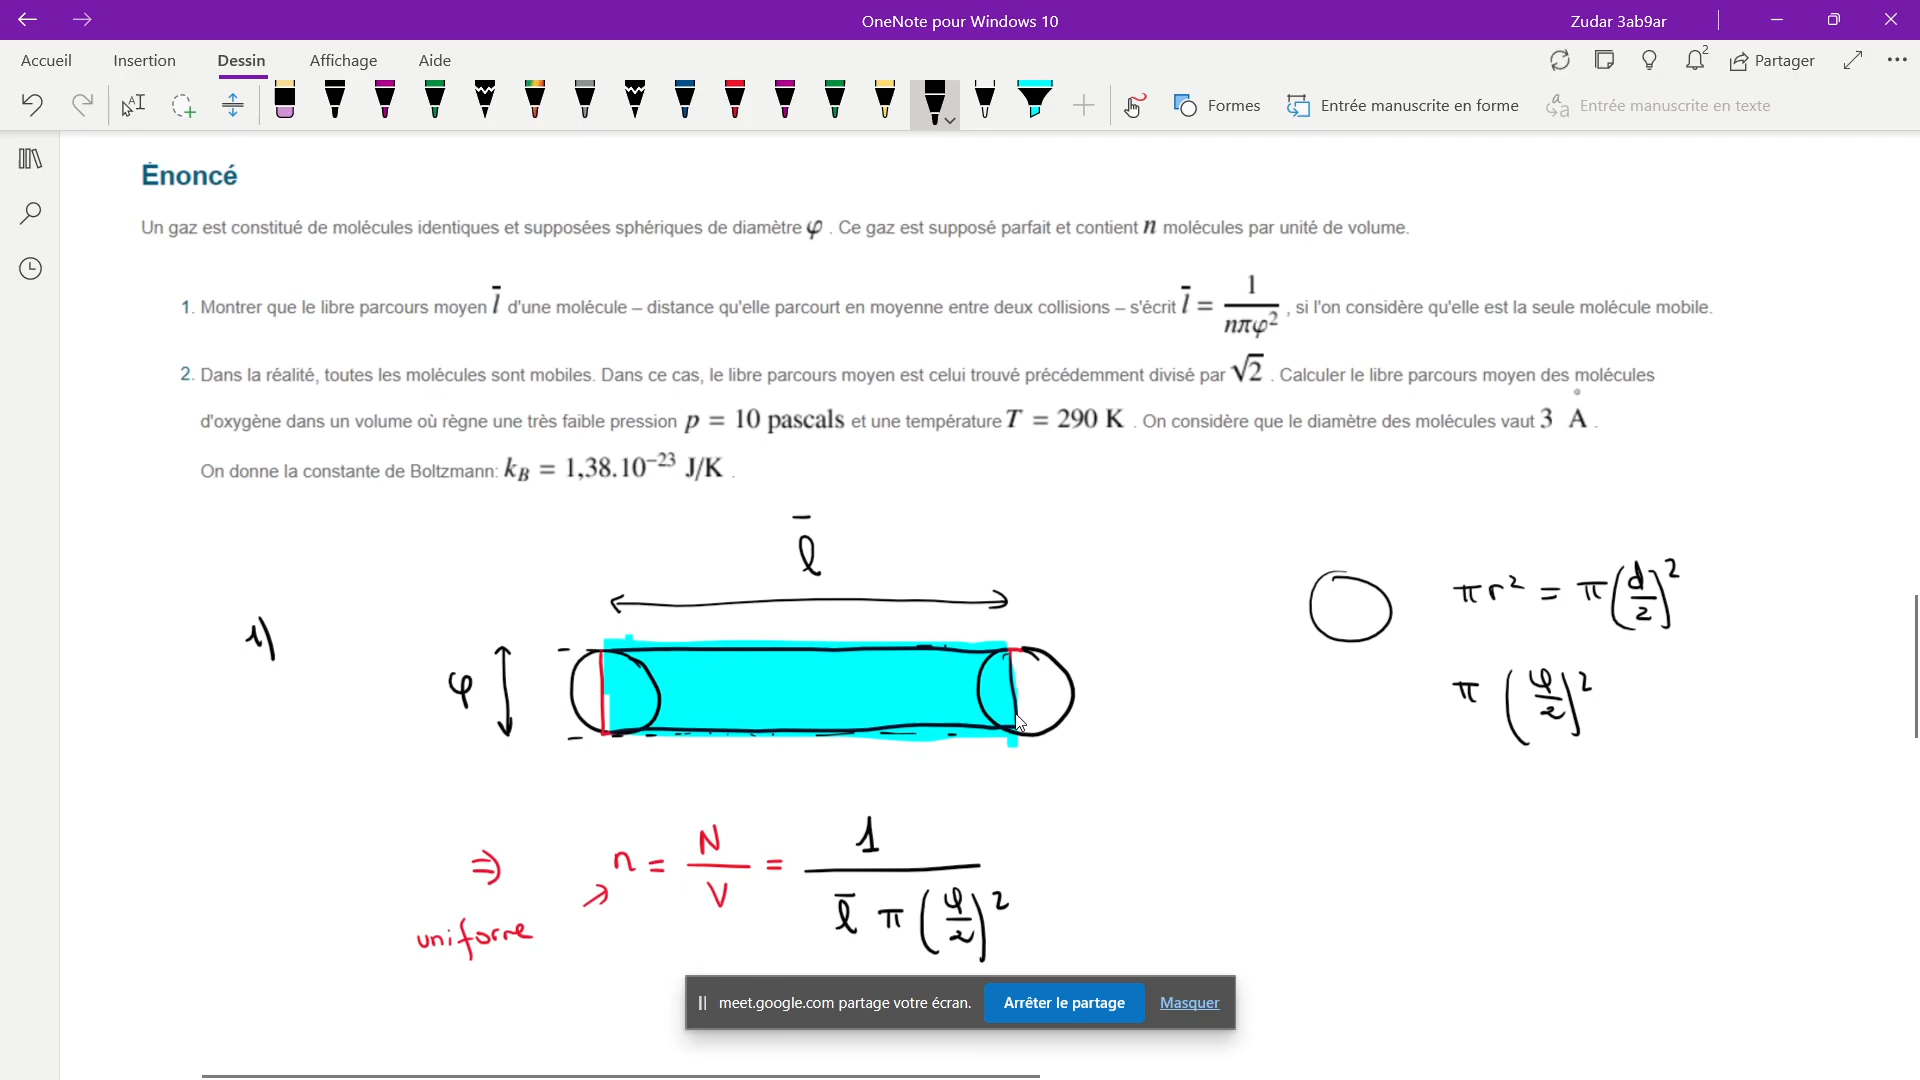 OneNote pour Windows 10
Zudar 3ab9ar
Accueil Insertion Dessin Affichage Aide
2
Partager
Formes Entrée manuscrite en forme Entrée manuscrite en texte
Énoncé
Un gaz est constitué de molécules identiques et supposées sphériques de diamètre φ . Ce gaz est supposé parfait et contient n molécules par unité de volume.
1. Montrer que le libre parcours moyen l̄ d'une molécule – distance qu'elle parcourt en moyenne entre deux collisions – s'écrit l̄ = 1/(nπφ²) , si l'on considère qu'elle est la seule molécule mobile.
2. Dans la réalité, toutes les molécules sont mobiles. Dans ce cas, le libre parcours moyen est celui trouvé précédemment divisé par √2 . Calculer le libre parcours moyen des molécules
d'oxygène dans un volume où règne une très faible pression p = 10 pascals et une température T = 290 K . On considère que le diamètre des molécules vaut 3 Å .
On donne la constante de Boltzmann: k_B = 1,38.10⁻²³ J/K .
l̄
1)
φ
πr² = π(d/2)²
π(φ/2)²
⇒ n = N/V = 1/(l̄ π(φ/2)²)
uniforme
meet.google.com partage votre écran. Arrêter le partage Masquer